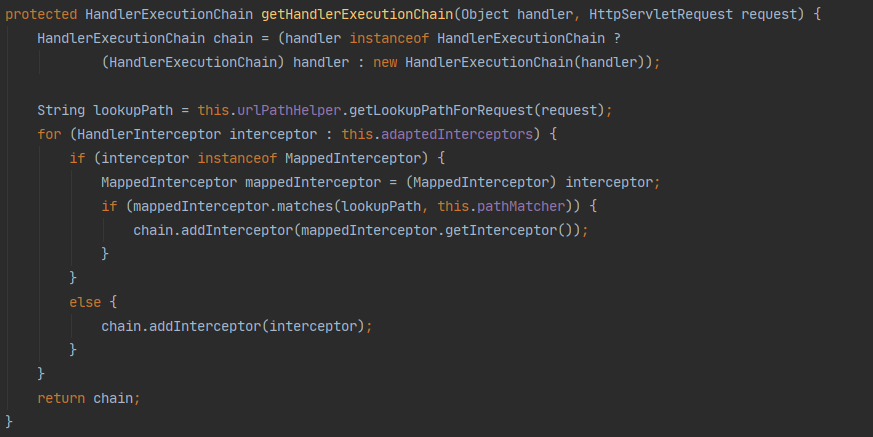 protected HandlerExecutionChain getHandlerExecutionChain(Object handler, HttpServletRequest request) {
    HandlerExecutionChain chain = (handler instanceof HandlerExecutionChain ?
            (HandlerExecutionChain) handler : new HandlerExecutionChain(handler));

    String lookupPath = this.urlPathHelper.getLookupPathForRequest(request);
    for (HandlerInterceptor interceptor : this.adaptedInterceptors) {
        if (interceptor instanceof MappedInterceptor) {
            MappedInterceptor mappedInterceptor = (MappedInterceptor) interceptor;
            if (mappedInterceptor.matches(lookupPath, this.pathMatcher)) {
                chain.addInterceptor(mappedInterceptor.getInterceptor());
            }
        }
        else {
            chain.addInterceptor(interceptor);
        }
    }
    return chain;
}